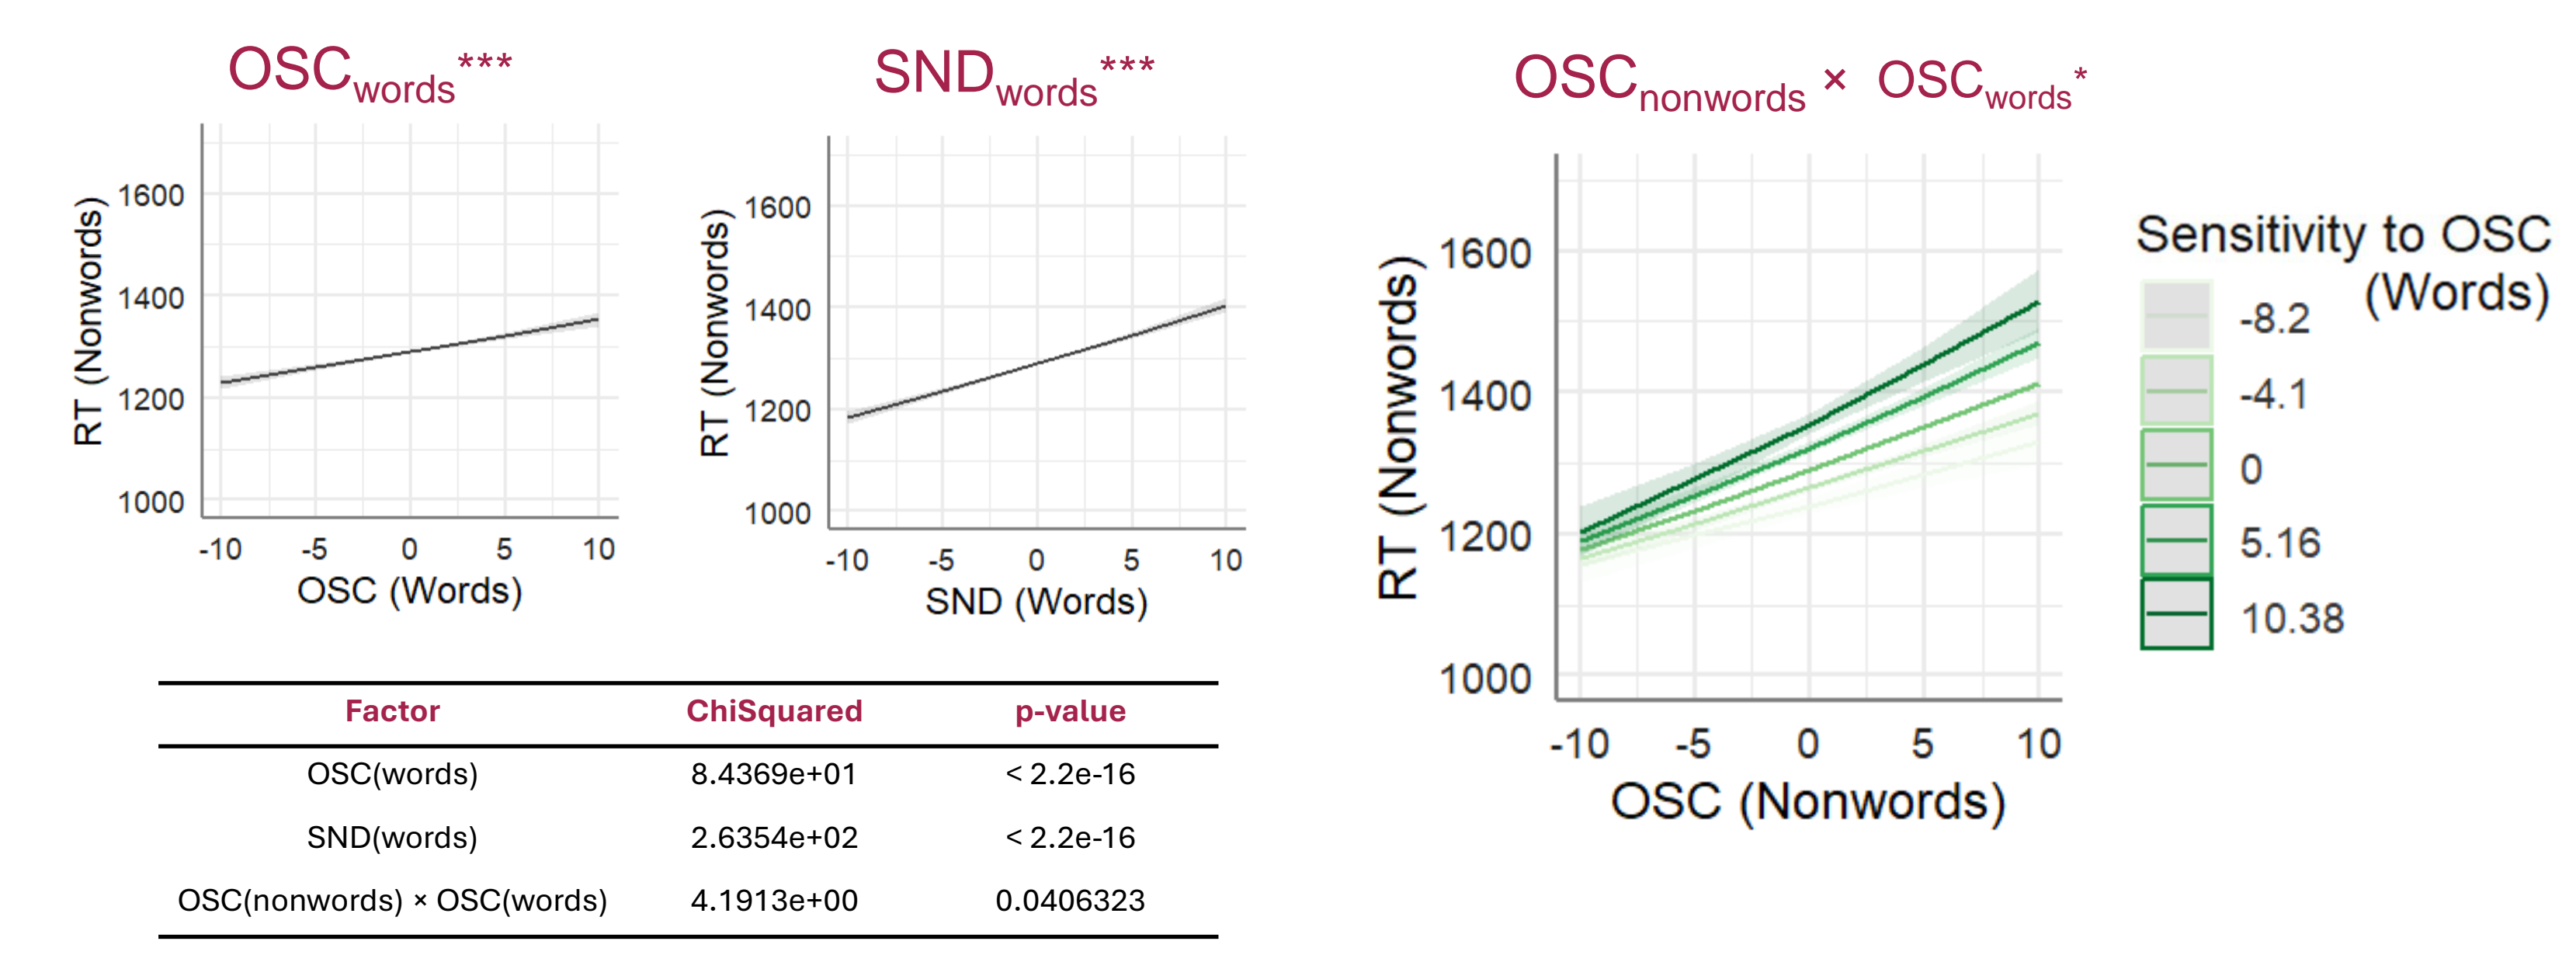 OSCwords***
1600
1400
1200
1000
RT (Nonwords)
-10 -5 0 5 10
OSC (Words)
SNDwords***
1600
1400
1200
1000
RT (Nonwords)
-10 -5 0 5 10
SND (Words)
Factor ChiSquared p-value
OSC(words) 8.4369e+01 < 2.2e-16
SND(words) 2.6354e+02 < 2.2e-16
OSC(nonwords) × OSC(words) 4.1913e+00 0.0406323
OSCnonwords × OSCwords*
1600
1400
1200
1000
RT (Nonwords)
-10 -5 0 5 10
OSC (Nonwords)
Sensitivity to OSC
(Words)
-8.2
-4.1
0
5.16
10.38